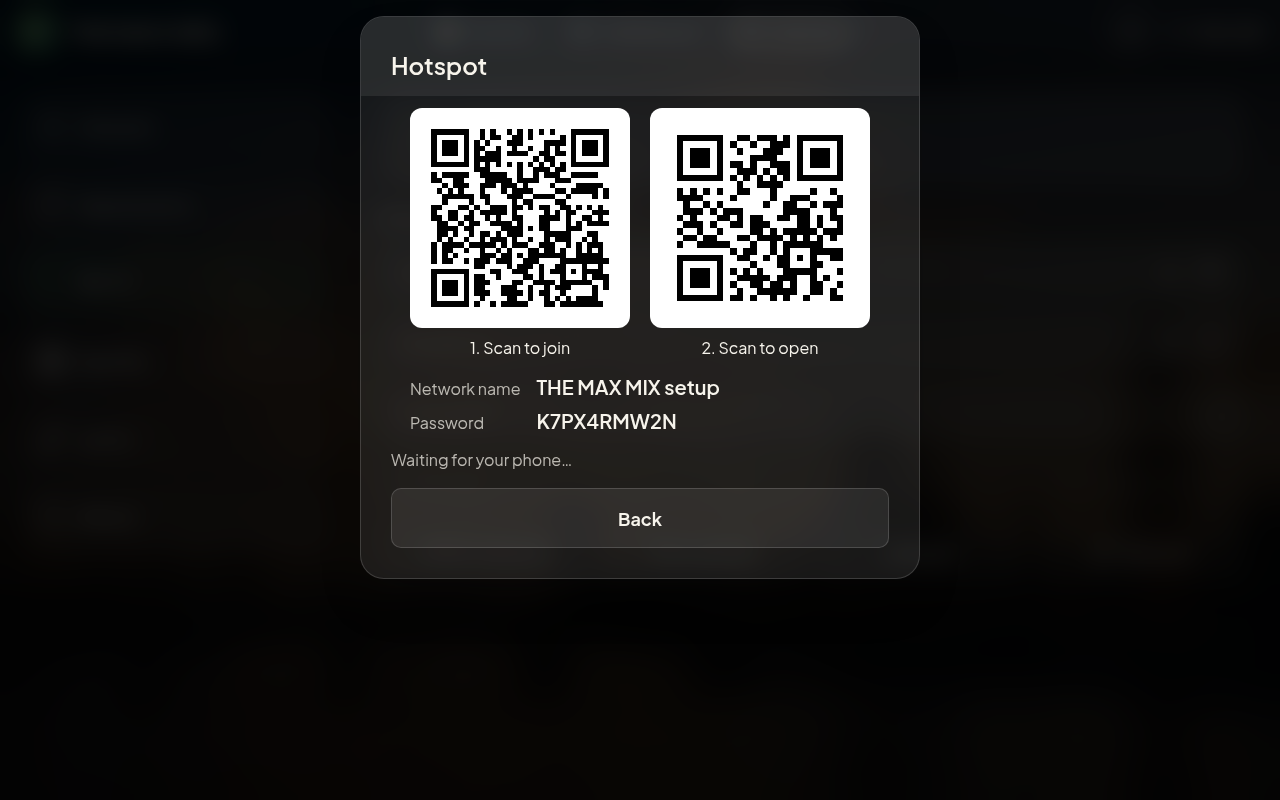 Hotspot
1. Scan to join
2. Scan to open
Network name THE MAX MIX setup
Password K7PX4RMW2N
Waiting for your phone…
Back